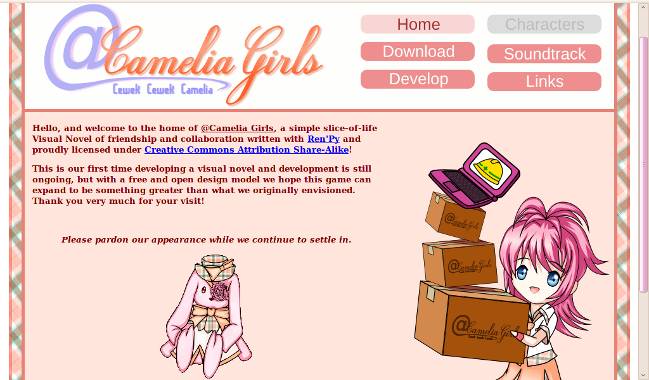 @Camelia Girls
Cewek Cewek Camelia
Home
Characters
Download
Soundtrack
Develop
Links
Hello, and welcome to the home of @Camelia Girls, a simple slice-of-life
Visual Novel of friendship and collaboration written with Ren'Py and
proudly licensed under Creative Commons Attribution Share-Alike!
This is our first time developing a visual novel and development is still
ongoing, but with a free and open design model we hope this game can
expand to be something greater than what we originally envisioned.
Thank you very much for your visit!
Please pardon our appearance while we continue to settle in.
@Camelia Girls
@Camelia Girls
@Camelia Girls